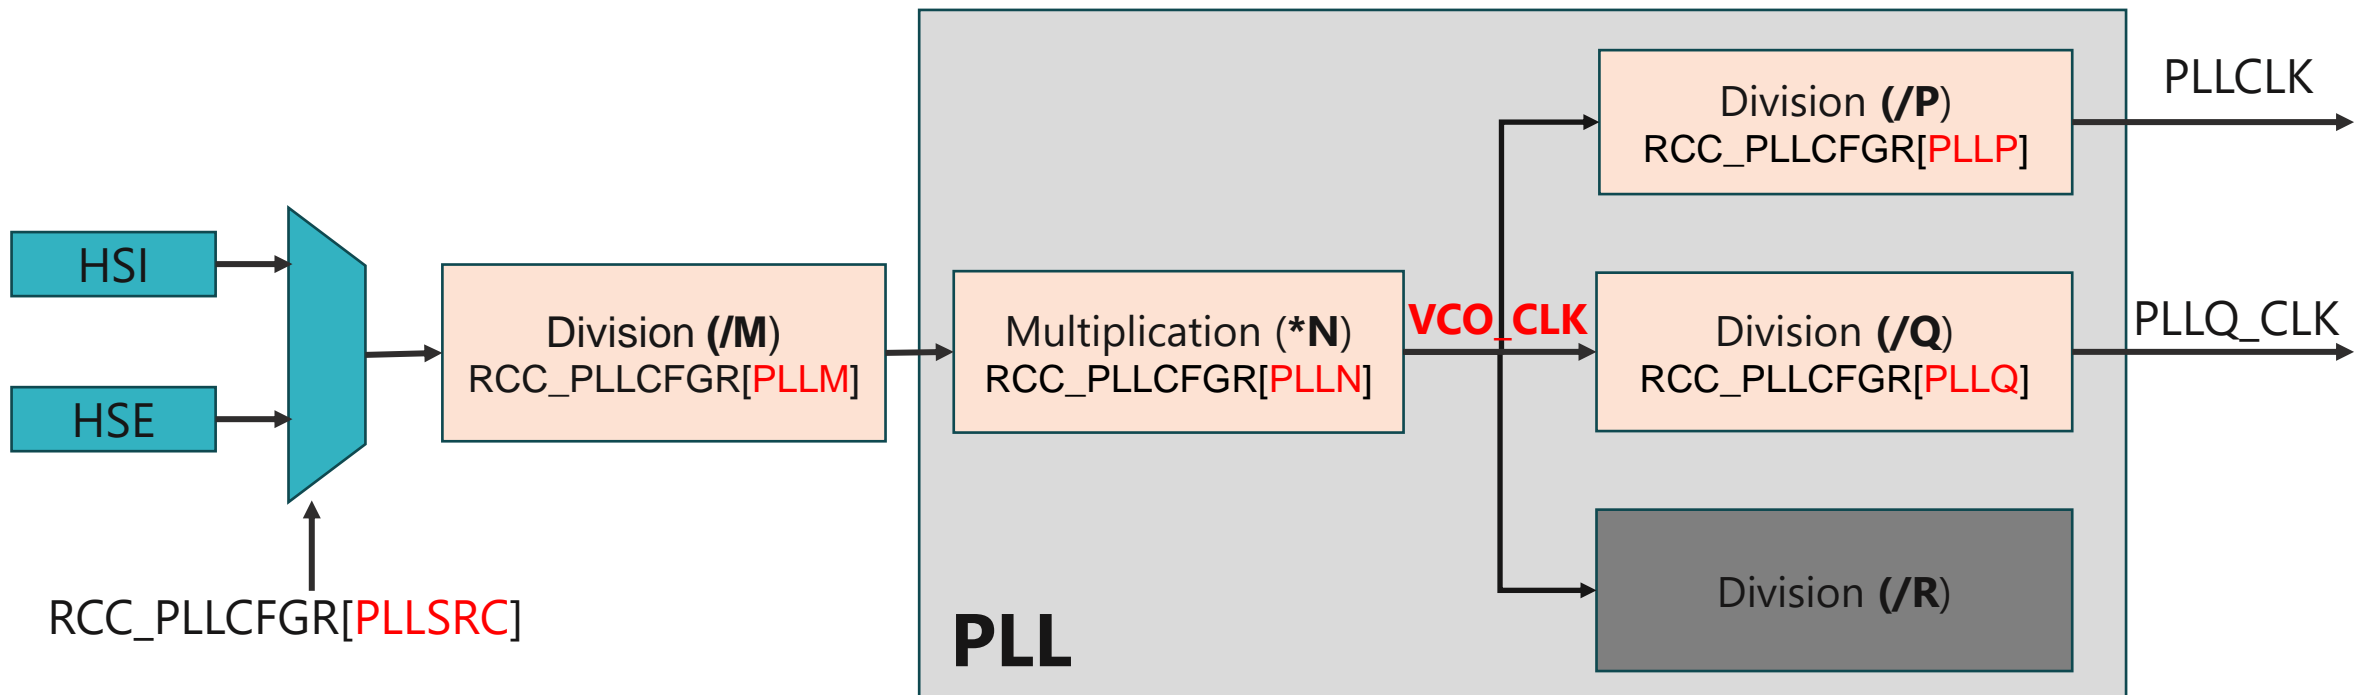 HSI
HSE
RCC_PLLCFGR[PLLSRC]
Division (/M)
RCC_PLLCFGR[PLLM]
PLL
Multiplication (*N)
RCC_PLLCFGR[PLLN]
VCO_CLK
Division (/P)
RCC_PLLCFGR[PLLP]
PLLCLK
Division (/Q)
RCC_PLLCFGR[PLLQ]
PLLQ_CLK
Division (/R)